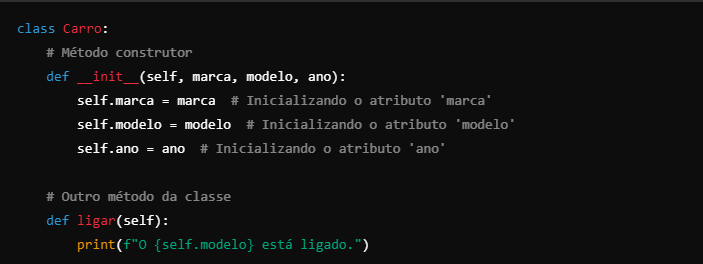 class Carro:
    # Método construtor
    def __init__(self, marca, modelo, ano):
        self.marca = marca  # Inicializando o atributo 'marca'
        self.modelo = modelo  # Inicializando o atributo 'modelo'
        self.ano = ano  # Inicializando o atributo 'ano'

    # Outro método da classe
    def ligar(self):
        print(f"O {self.modelo} está ligado.")